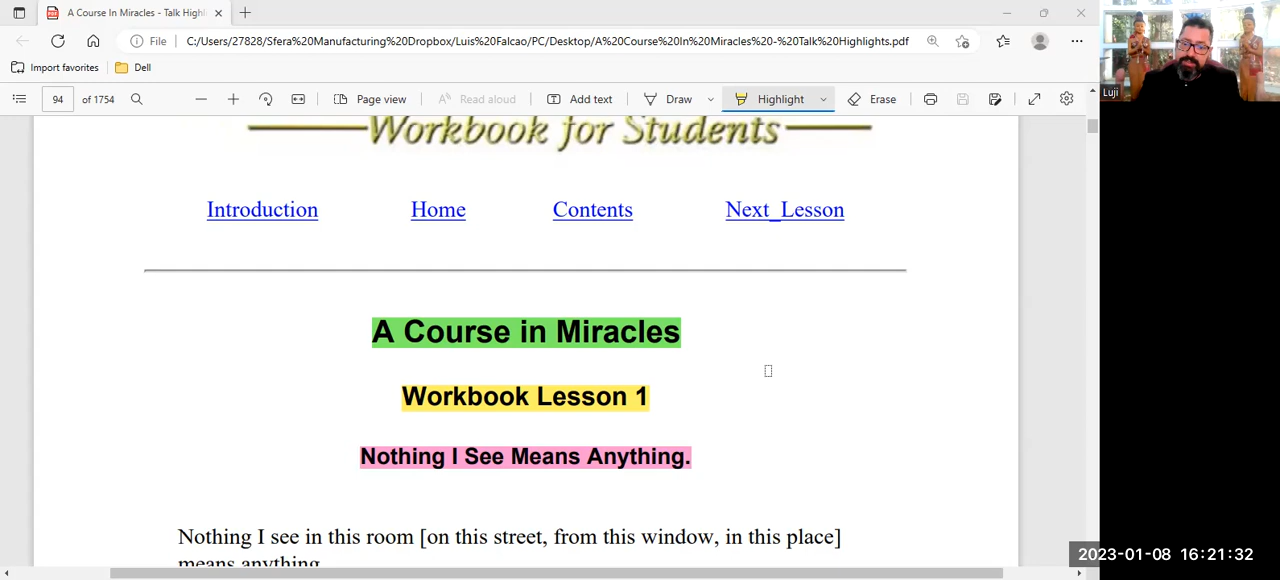 A Course In Miracles - Talk Highli
File
C:/Users/27828/Sfera%20Manufacturing%20Dropbox/Luis%20Falcao/PC/Desktop/A%20Course%20In%20Miracles%20-%20Talk%20Highlights.pdf
Import favorites
Dell
94 of 1754
Page view
Read aloud
Add text
Draw
Highlight
Erase
Luji
Workbook for Students
Introduction Home Contents Next_Lesson
A Course in Miracles
Workbook Lesson 1
Nothing I See Means Anything.
Nothing I see in this room [on this street, from this window, in this place]
means anything.
2023-01-08 16:21:32